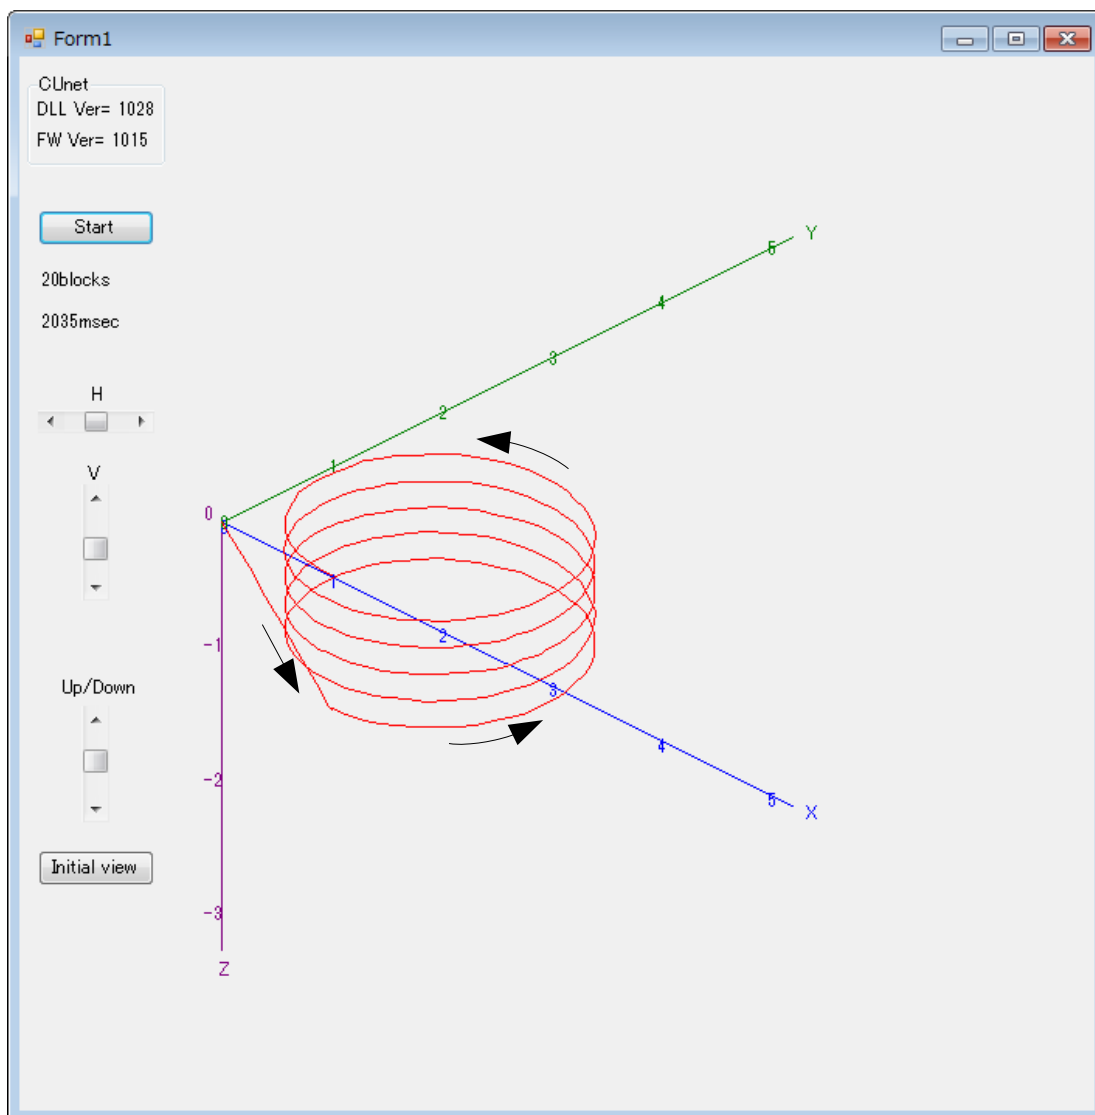 Form1
CUnet
DLL Ver= 1028
FW Ver= 1015
Start
20blocks
2035msec
H
V
Up/Down
Initial view
Y
5
4
3
2
1
0
0
1
2
3
4
5
X
-1
-2
-3
Z